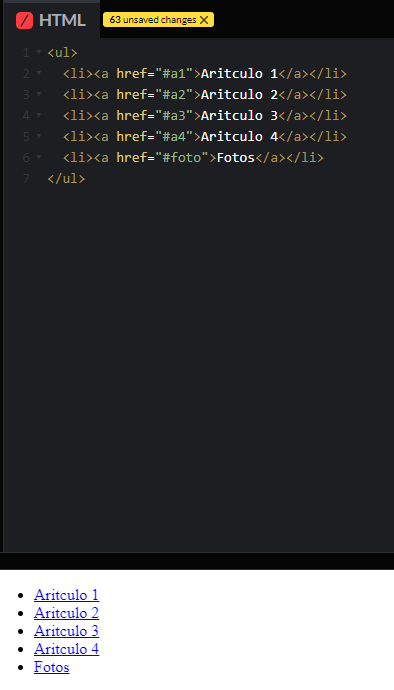 HTML
63 unsaved changes X
1 <ul>
2 <li><a href="#a1">Aritculo 1</a></li>
3 <li><a href="#a2">Aritculo 2</a></li>
4 <li><a href="#a3">Aritculo 3</a></li>
5 <li><a href="#a4">Aritculo 4</a></li>
6 <li><a href="#foto">Fotos</a></li>
7 </ul>
Aritculo 1
Aritculo 2
Aritculo 3
Aritculo 4
Fotos